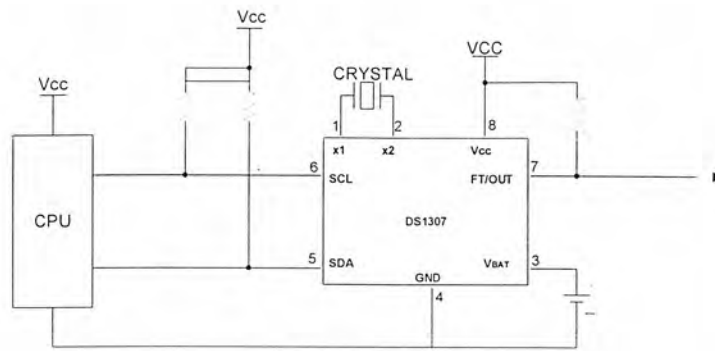 Vcc
VCC
CRYSTAL
Vcc
1
2
8
x1
x2
Vcc
6
SCL
FT/OUT
7
CPU
DS1307
5
SDA
VBAT
3
GND
4